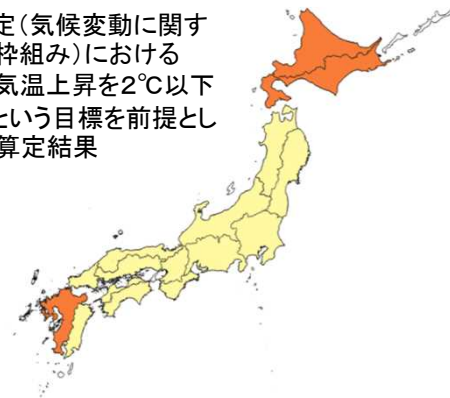 定(気候変動に関す
枠組み)における
気温上昇を2℃以下
という目標を前提とし
算定結果